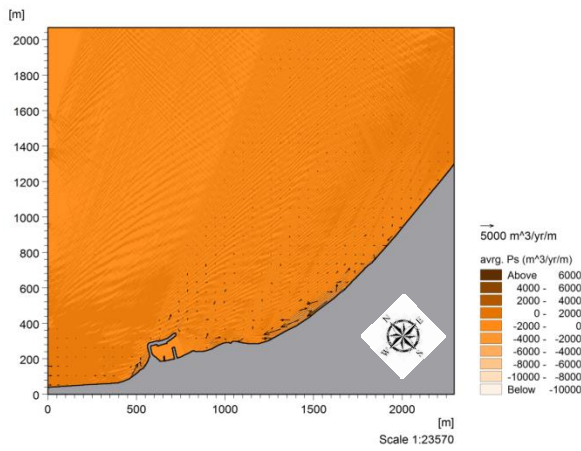 [m]
2000
1800
1600
1400
1200
1000
800
600
400
200
0
0 500 1000 1500 2000
[m]
Scale 1:23570
N
E
S
W
5000 m^3/yr/m
avrg. Ps (m^3/yr/m)
Above 6000
4000 - 6000
2000 - 4000
0 - 2000
-2000 - 0
-4000 - -2000
-6000 - -4000
-8000 - -6000
-10000 - -8000
Below -10000